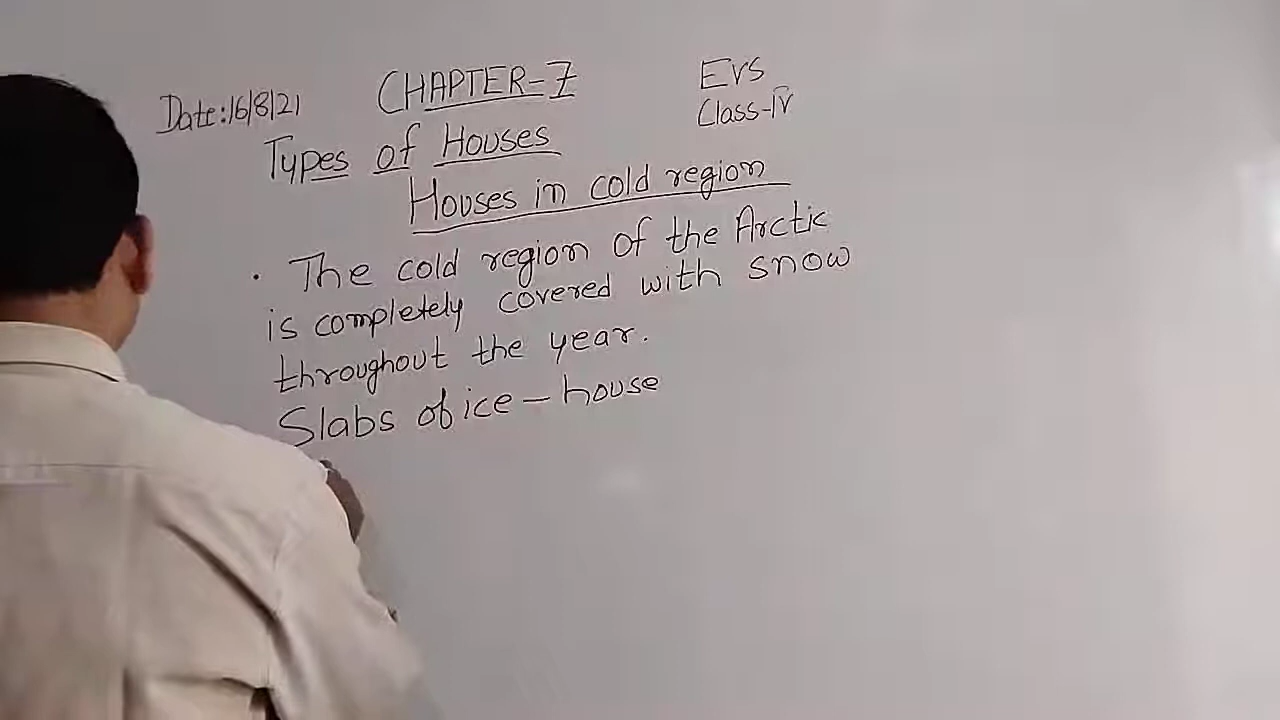 Date:16/8/21
CHAPTER-7
EVS
Class-IV
Types of Houses
Houses in cold region
. The cold region of the Arctic
is completely covered with snow
throughout the year.
Slabs of ice - house